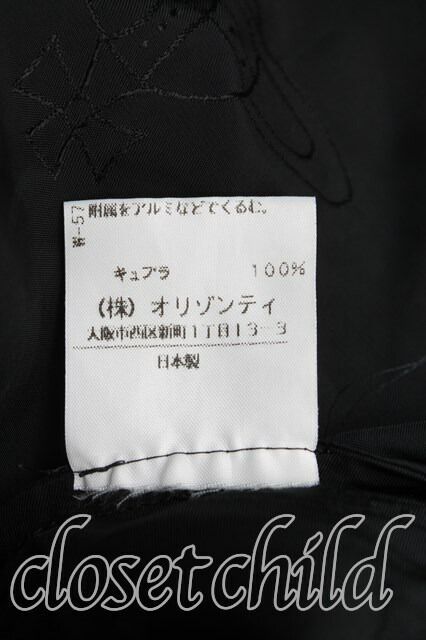 附属をアルミなどでくるむ。
W-57
キュプラ 100%
(株) オリゾンティ
大阪市西区新町1丁目13-3
日本製
closet child